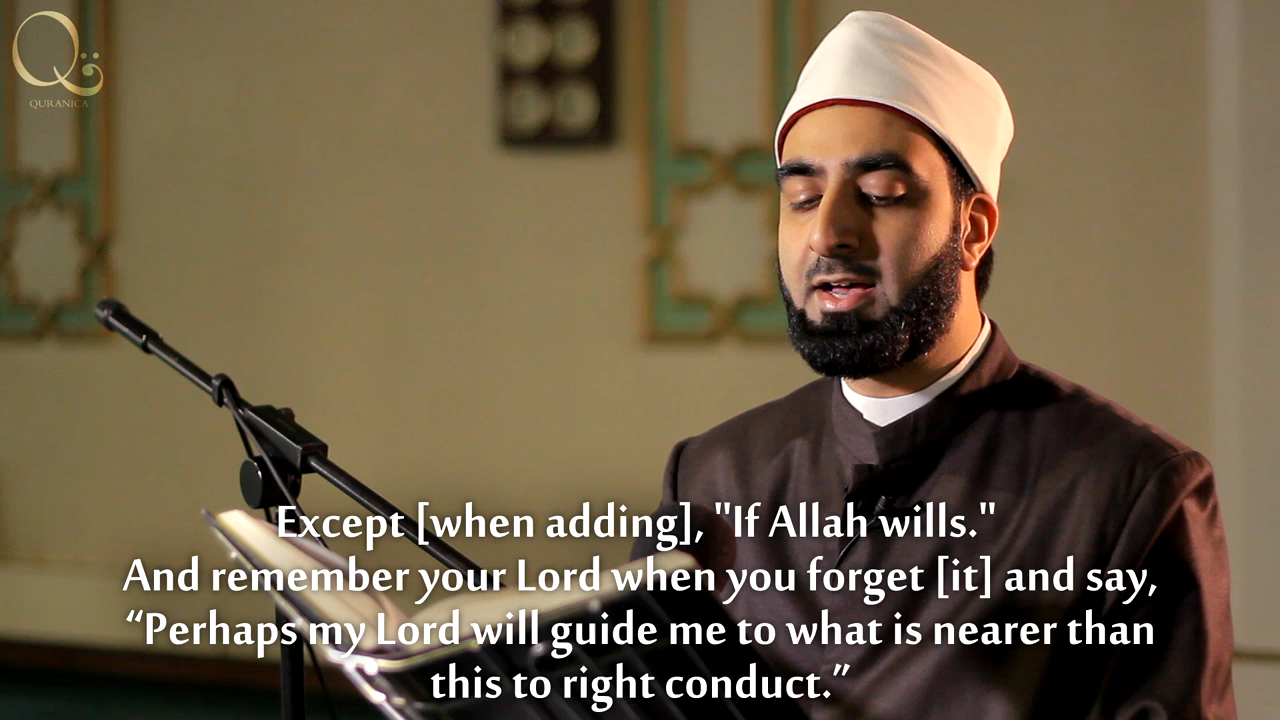 QURANICA
Except [when adding], "If Allah wills."
And remember your Lord when you forget [it] and say,
“Perhaps my Lord will guide me to what is nearer than
this to right conduct.”